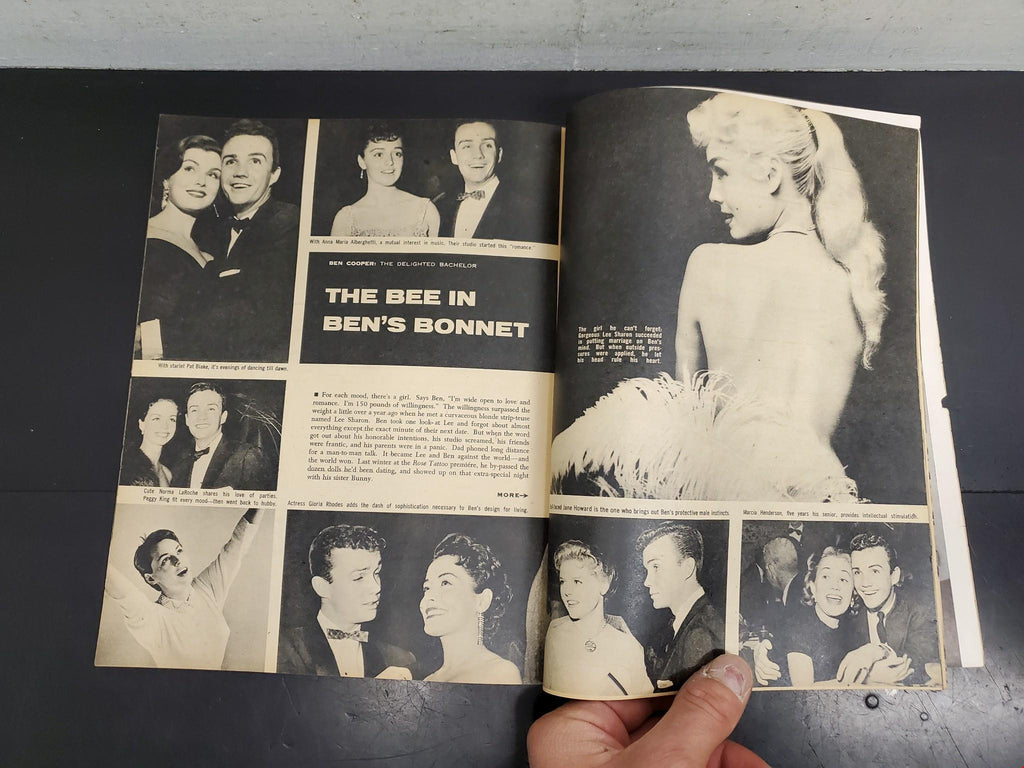 With Anna Maria Alberghetti, a mutual interest in music. Their studio started this "romance."
BEN COOPER: THE DELIGHTED BACHELOR
THE BEE IN
BEN'S BONNET
With starlet Pat Blake, it's evenings of dancing till dawn.
■ For each mood, there's a girl. Says Ben, "I'm wide open to love and
romance. I'm 150 pounds of willingness." The willingness surpassed the
weight a little over a year ago when he met a curvaceous blonde strip-teuse
named Lee Sharon. Ben took one look at Lee and forgot about almost
everything except the exact minute of their next date. But when the word
got out about his honorable intentions, his studio screamed, his friends
were frantic, and his parents were in a panic. Dad phoned long distance
for a man-to-man talk. It became Lee and Ben against the world—and
the world won. Last winter at the Rose Tattoo première, he by-passed the
dozen dolls he'd been dating, and showed up on that extra-special night
with his sister Bunny.
MORE→
Cute Norma LaRoche shares his love of parties.
Peggy King fit every mood—then went back to hubby.
Actress Gloria Rhodes adds the dash of sophistication necessary to Ben's design for living.
The girl he can't forget:
Gorgeous Lee Sharon succeeded
in putting marriage on Ben's
mind. But when outside pres-
sures were applied, he let
his head rule his heart.
Jane Howard is the one who brings out Ben's protective male instincts.
Marcia Henderson, five years his senior, provides intellectual stimulation.